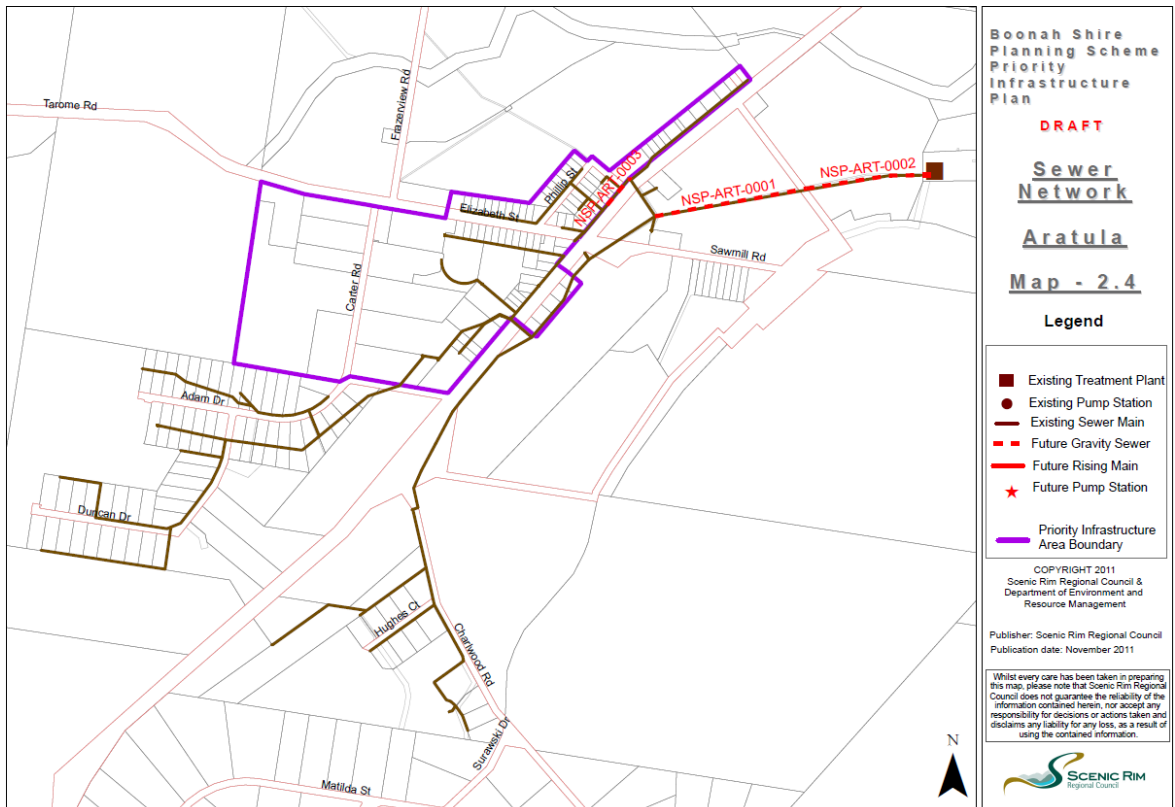 Tarome Rd
Frazerview Rd
Phillip St
NSP-ART-0003
Elizabeth St
NSP-ART-0001
NSP-ART-0002
Sawmill Rd
Carter Rd
Adam Dr
Duncan Dr
Hughes Ct
Charlwood Rd
Surawski Dr
Matilda St
N
Boonah Shire
Planning Scheme
Priority
Infrastructure
Plan
DRAFT
Sewer
Network
Aratula
Map - 2.4
Legend
Existing Treatment Plant
Existing Pump Station
Existing Sewer Main
Future Gravity Sewer
Future Rising Main
Future Pump Station
Priority Infrastructure
Area Boundary
COPYRIGHT 2011
Scenic Rim Regional Council &
Department of Environment and
Resource Management
Publisher: Scenic Rim Regional Council
Publication date: November 2011
Whilst every care has been taken in preparing
this map, please note that Scenic Rim Regional
Council does not guarantee the reliability of the
information contained herein, nor accept any
responsibility for decisions or actions taken and
disclaims any liability for any loss, as a result of
using the contained information.
SCENIC RIM
Regional Council